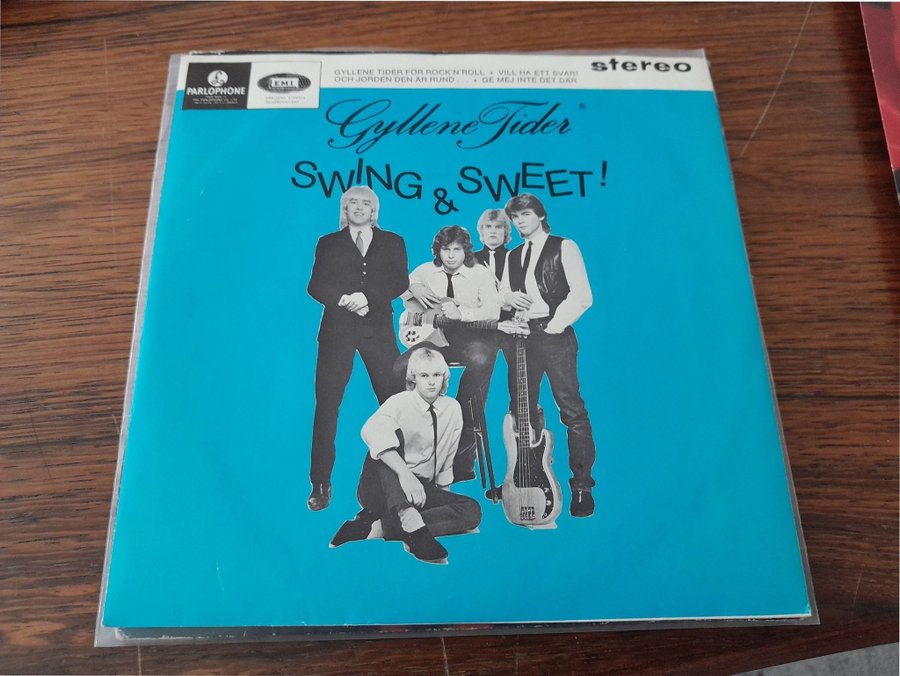 PARLOPHONE
EMI
GYLLENE TIDER FÖR ROCK'N'ROLL • VILL HA ETT SVAR!
OCH JORDEN DEN ÄR RUND . . . • GE MEJ INTE DET DÄR
stereo
Gyllene Tider
SWING & SWEET!